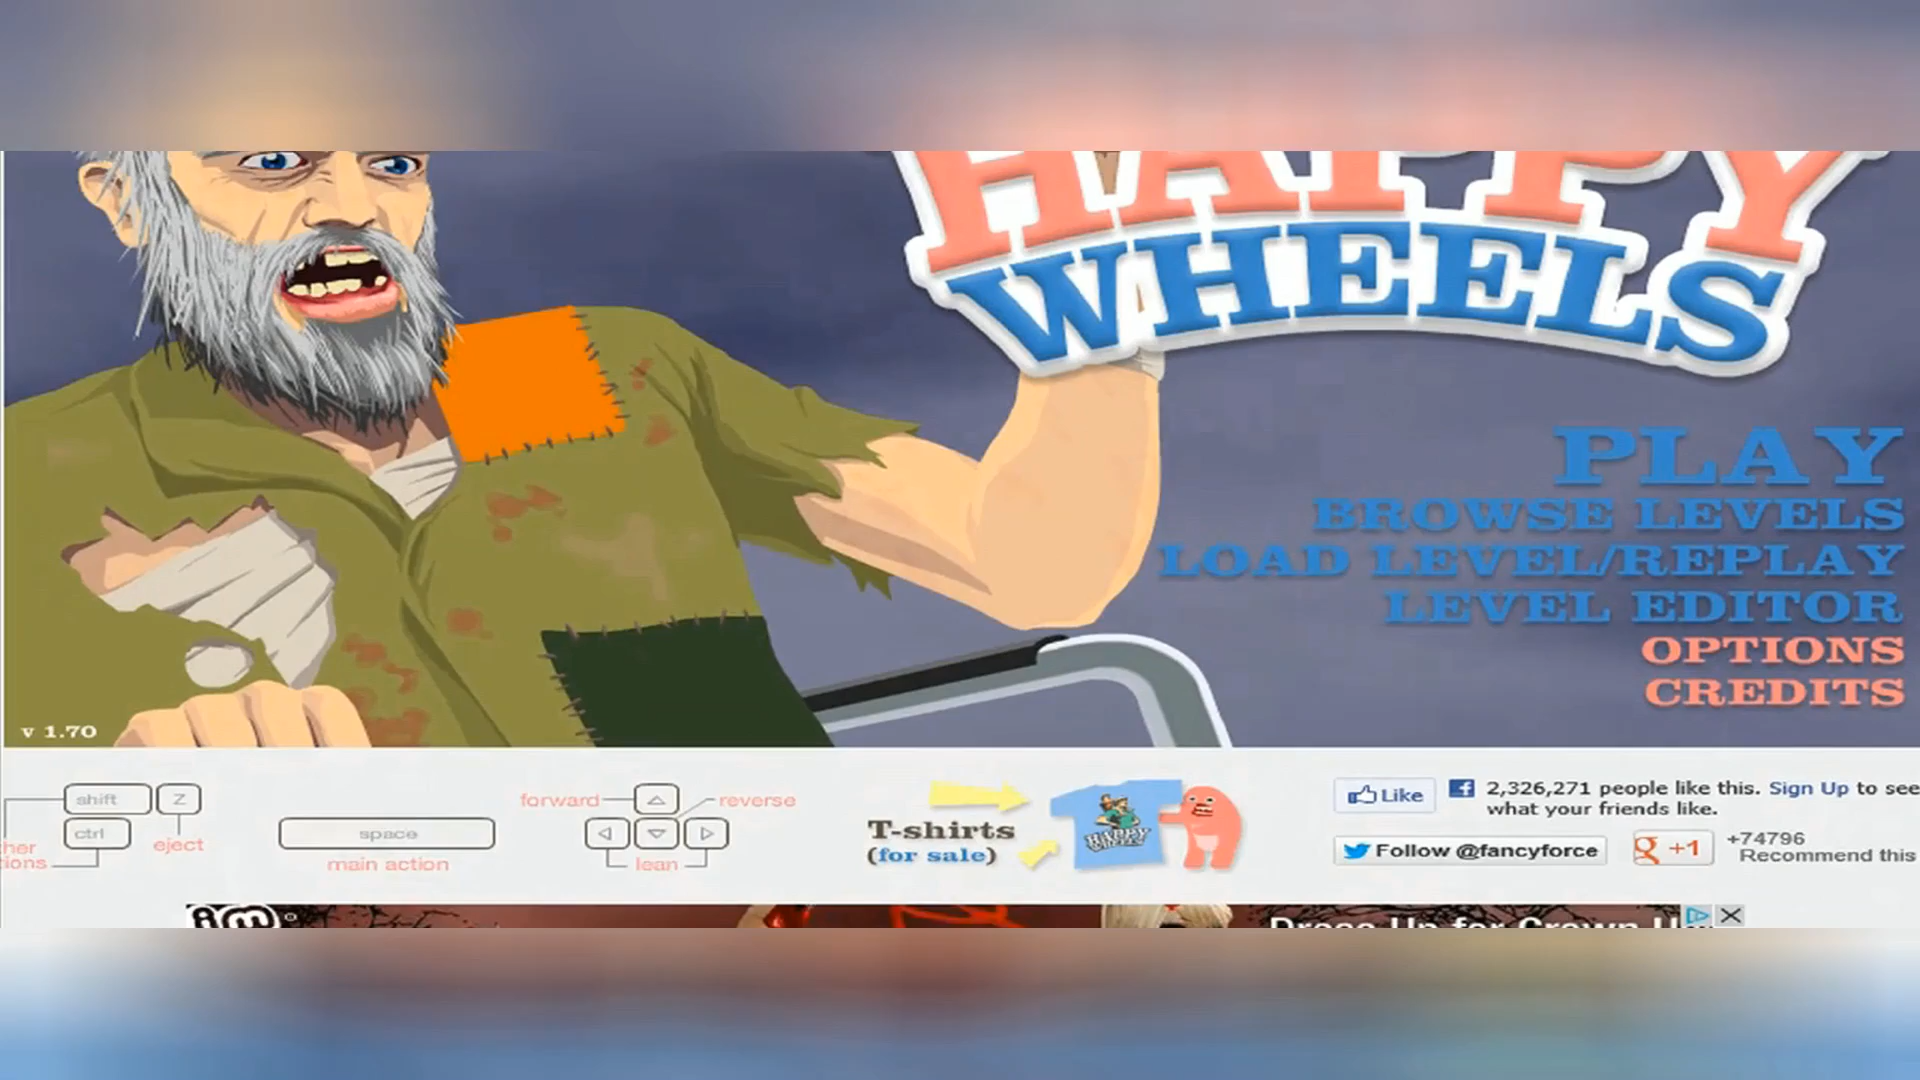 HAPPY
WHEELS
PLAY
BROWSE LEVELS
LOAD LEVEL/REPLAY
LEVEL EDITOR
OPTIONS
CREDITS
v 1.70
shift
Z
ctrl
eject
space
main action
forward
reverse
lean
T-shirts
(for sale)
HAPPY
WHEELS
Like
2,326,271 people like this. Sign Up to see
what your friends like.
Follow @fancyforce
+1
+74796
Recommend this